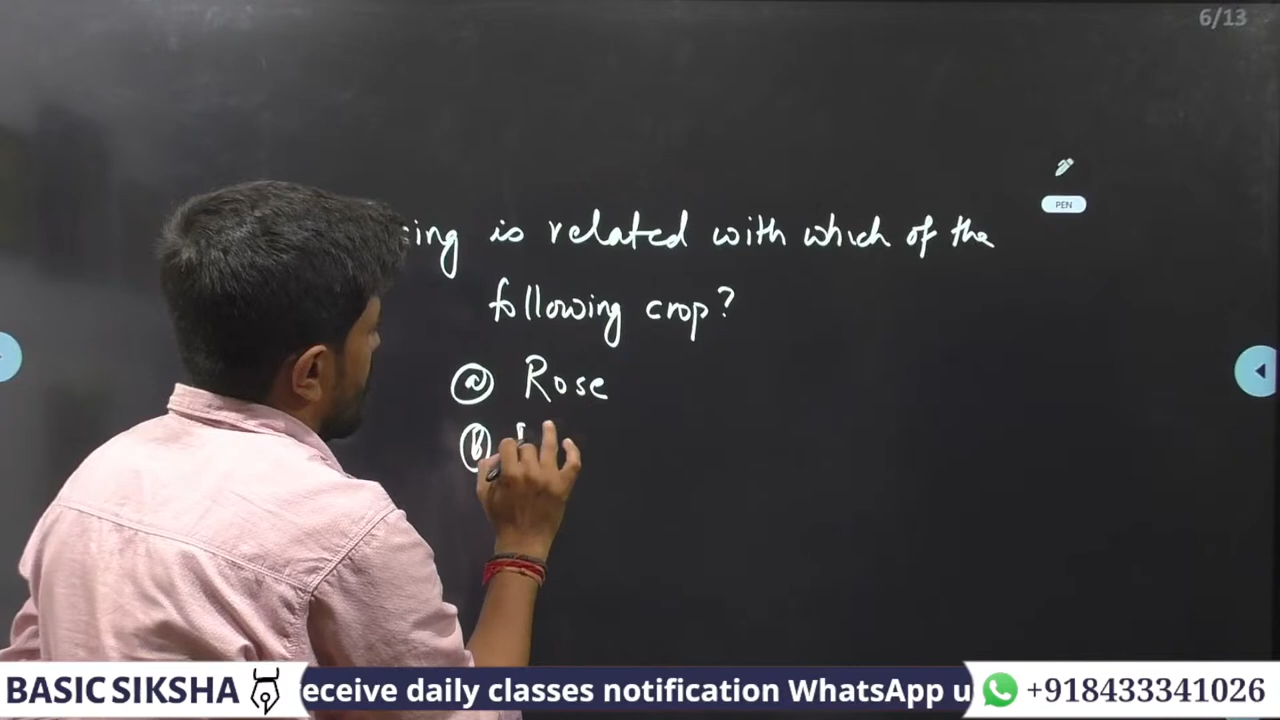 6/13
PEN
is related with which of the
following crop?
(a) Rose
(b)
BASIC SIKSHA
eceive daily classes notification WhatsApp u
+918433341026